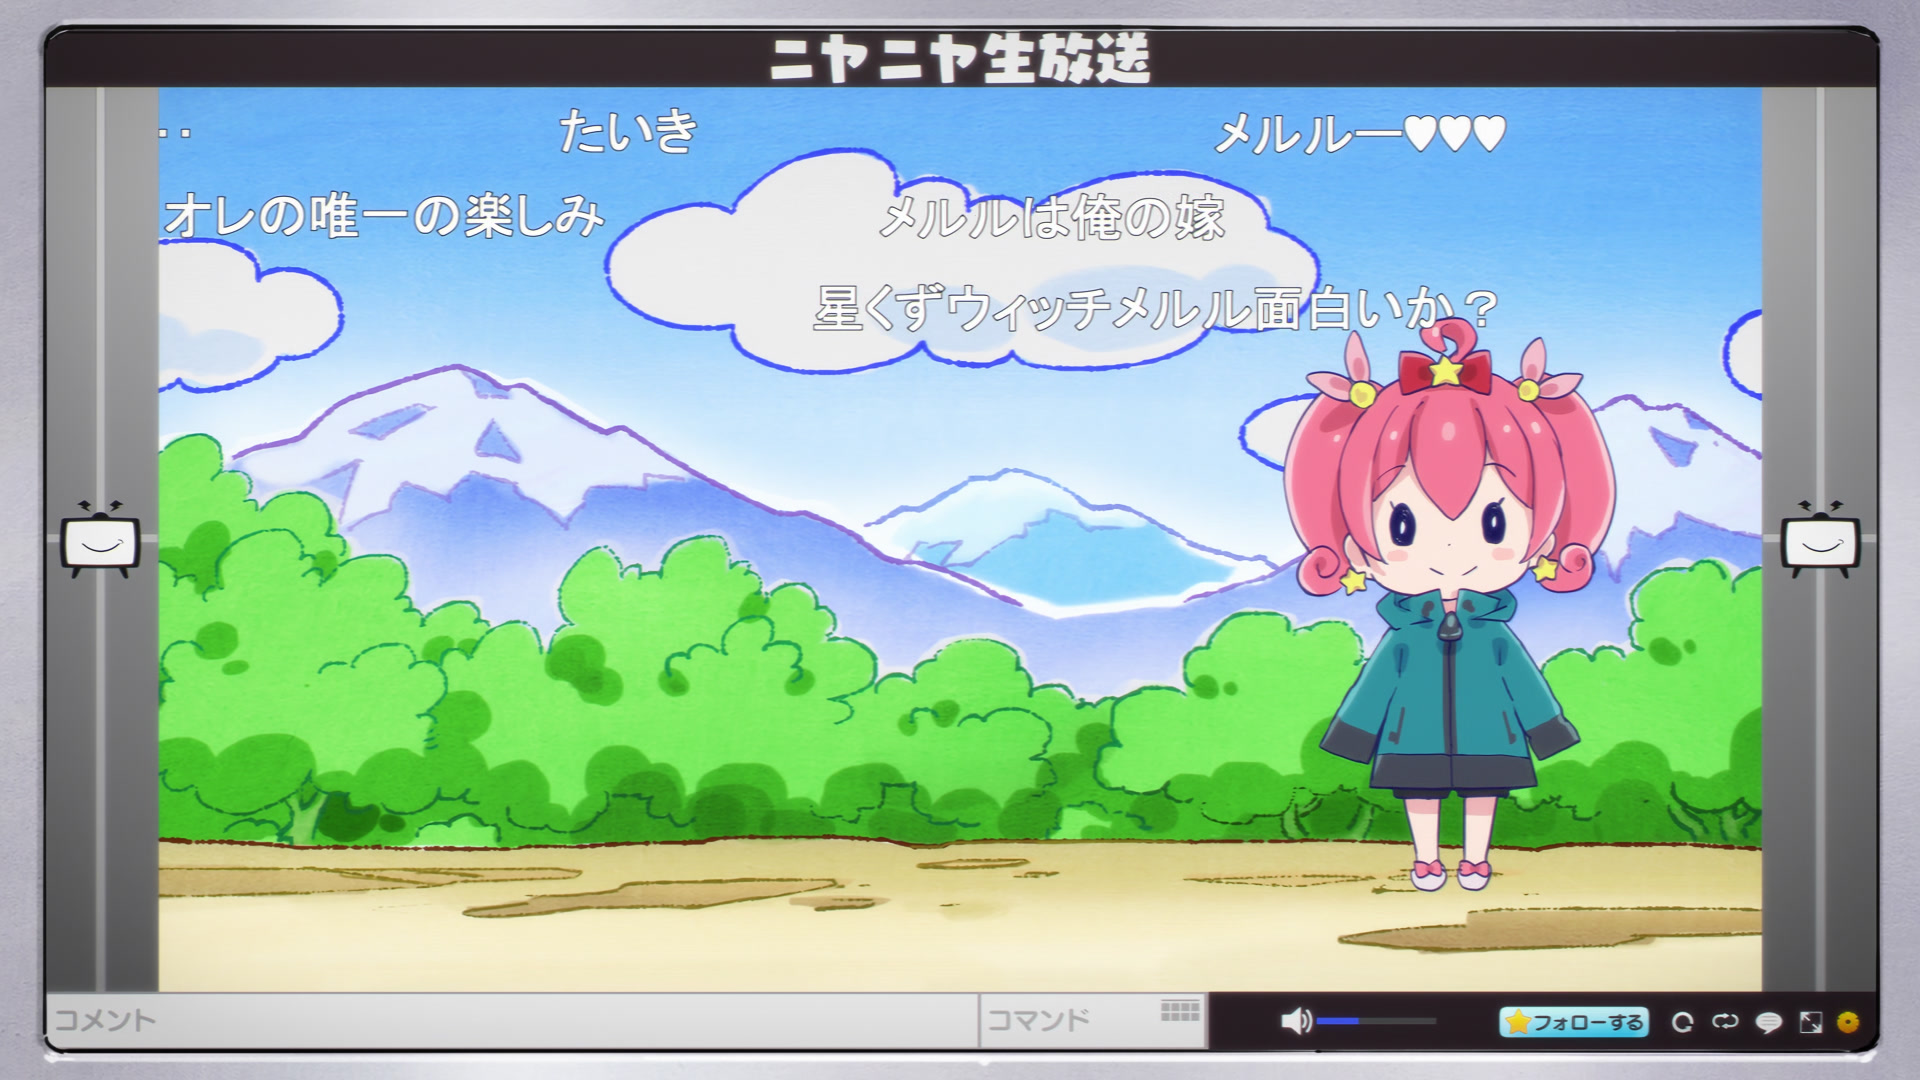 ニヤニヤ生放送
‥
たいき
メルルー♥♥♥
オレの唯一の楽しみ
メルルは俺の嫁
星くずウィッチメルル面白いか？
コメント
コマンド
フォローする